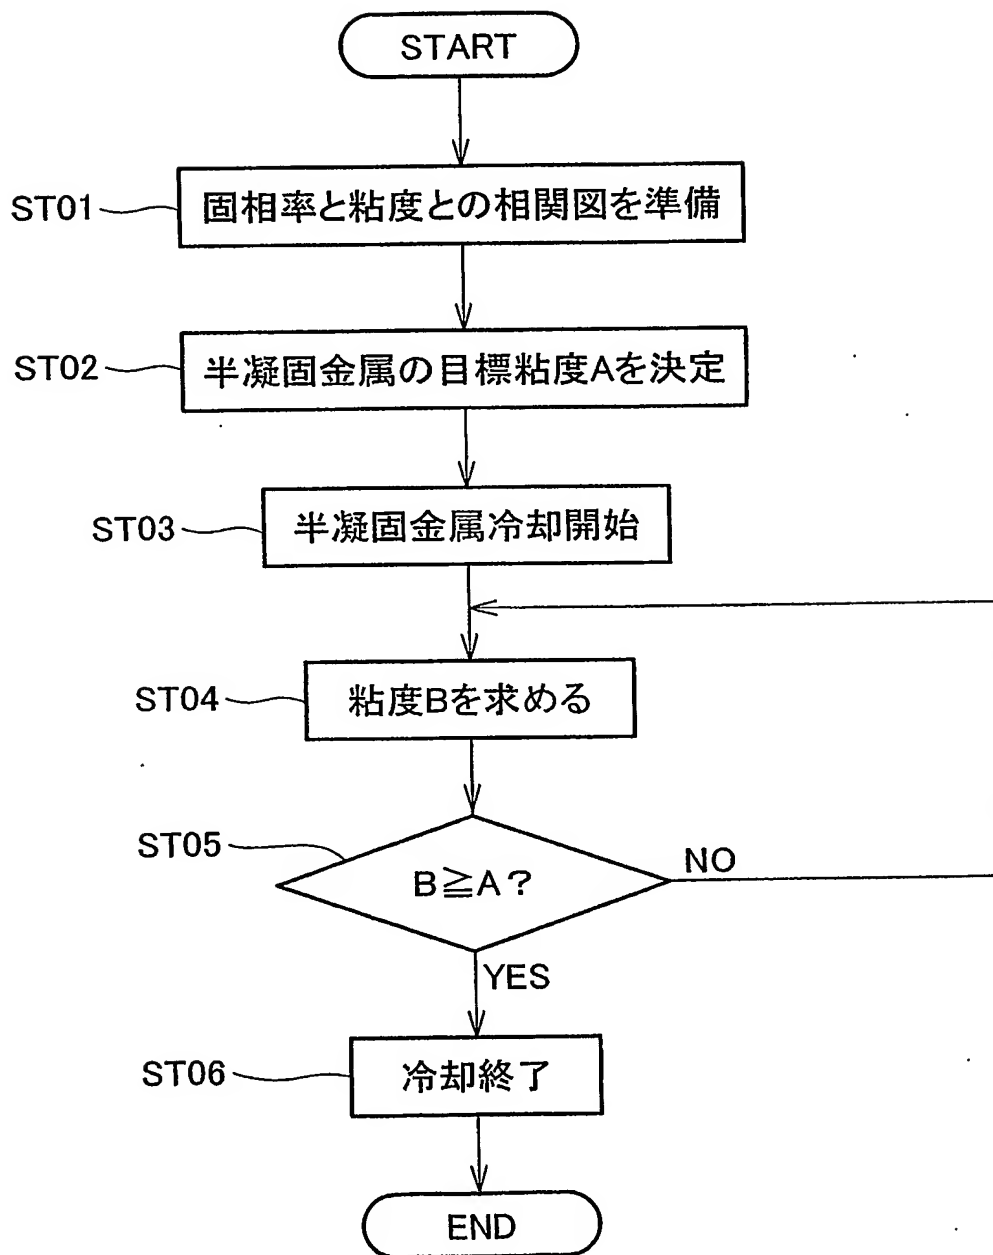 START
ST01
固相率と粘度との相関図を準備
ST02
半凝固金属の目標粘度Aを決定
ST03
半凝固金属冷却開始
ST04
粘度Bを求める
ST05
B≧A?
NO
YES
ST06
冷却終了
END